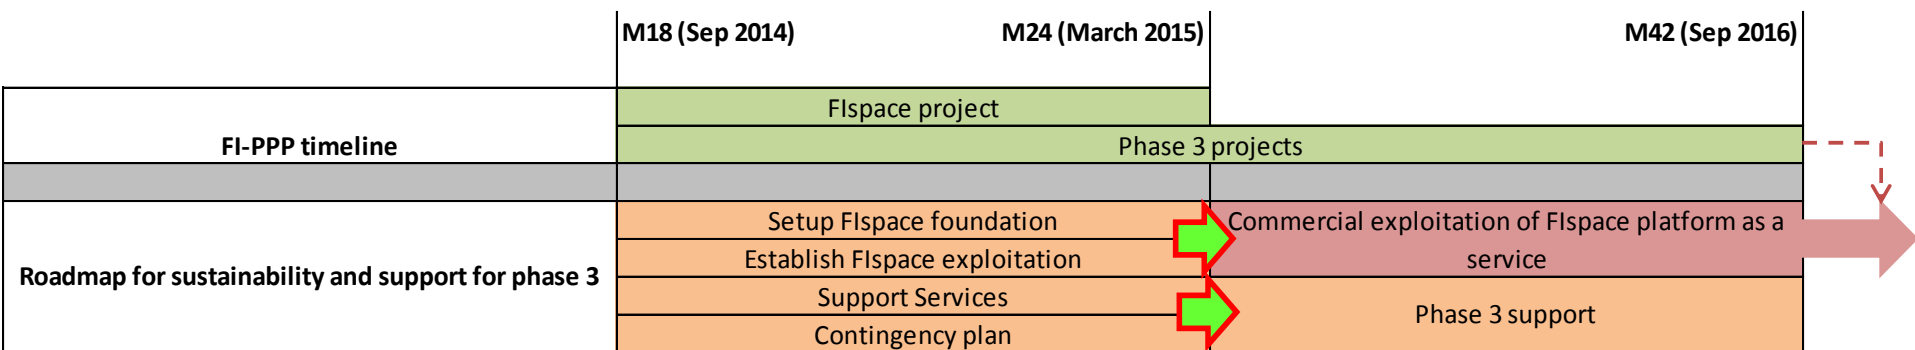 M18 (Sep 2014) M24 (March 2015) M42 (Sep 2016)
FIspace project
FI-PPP timeline Phase 3 projects
Setup FIspace foundation
Commercial exploitation of FIspace platform as a
Establish FIspace exploitation
service
Roadmap for sustainability and support for phase 3
Support Services
Phase 3 support
Contingency plan